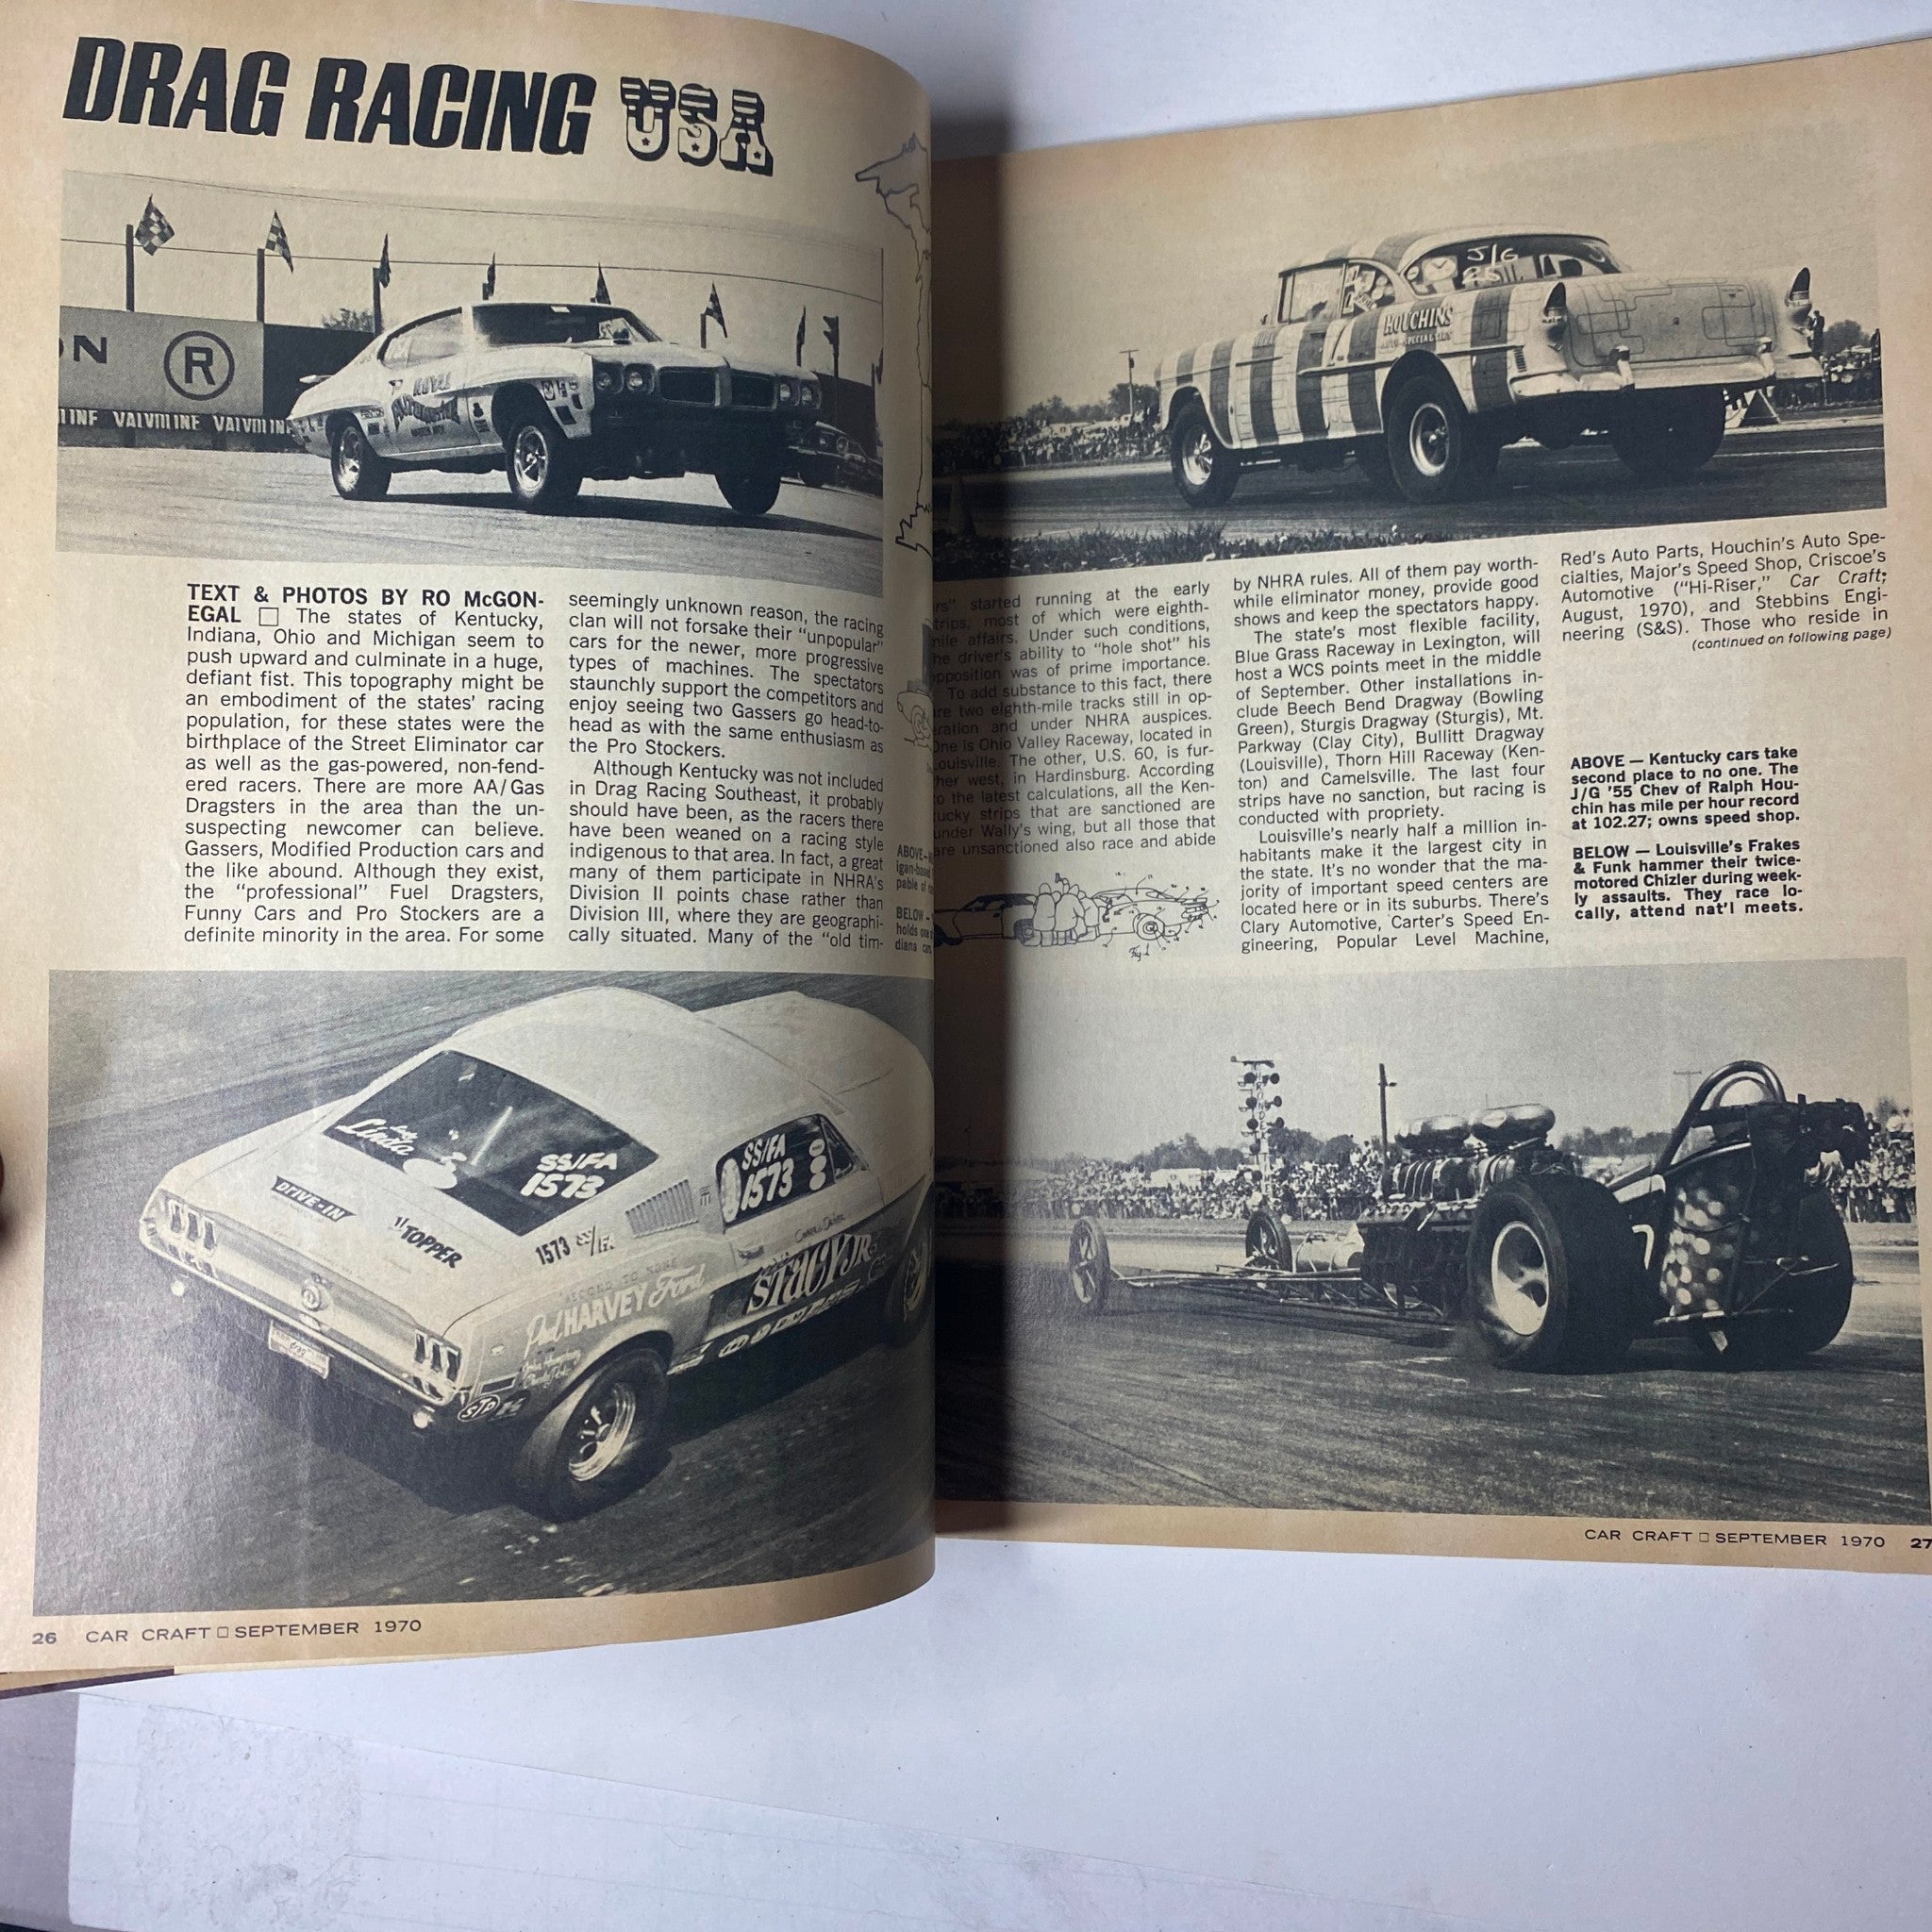 DRAG RACING USA
ON ®
VALVOLINE VALVOLINE
ROYAL
TEXT & PHOTOS BY RO McGON-
EGAL □ The states of Kentucky,
Indiana, Ohio and Michigan seem to
push upward and culminate in a huge,
defiant fist. This topography might be
an embodiment of the states' racing
population, for these states were the
birthplace of the Street Eliminator car
as well as the gas-powered, non-fend-
ered racers. There are more AA/Gas
Dragsters in the area than the un-
suspecting newcomer can believe.
Gassers, Modified Production cars and
the like abound. Although they exist,
the "professional" Fuel Dragsters,
Funny Cars and Pro Stockers are a
definite minority in the area. For some
seemingly unknown reason, the racing
clan will not forsake their "unpopular"
cars for the newer, more progressive
types of machines. The spectators
staunchly support the competitors and
enjoy seeing two Gassers go head-to-
head as with the same enthusiasm as
the Pro Stockers.
Although Kentucky was not included
in Drag Racing Southeast, it probably
should have been, as the racers there
have been weaned on a racing style
indigenous to that area. In fact, a great
many of them participate in NHRA's
Division II points chase rather than
Division III, where they are geographi-
cally situated. Many of the "old tim-
ABOVE—
igan-based
pable of
BELOW—
holds one
diana cars
Lady
Linda
SS/FA
1573
SS/FA
1573
DRIVE-IN
"TOPPER
1573 SS/FA
SECOND TO NONE
Paul HARVEY Ford
STACY JR
STP
26 CAR CRAFT □ SEPTEMBER 1970
J/G
HOUCHINS
AUTO SPECIALTIES
ers" started running at the early
strips, most of which were eighth-
mile affairs. Under such conditions,
the driver's ability to "hole shot" his
opposition was of prime importance.
To add substance to this fact, there
are two eighth-mile tracks still in op-
eration and under NHRA auspices.
One is Ohio Valley Raceway, located in
Louisville. The other, U.S. 60, is fur-
ther west, in Hardinsburg. According
to the latest calculations, all the Ken-
tucky strips that are sanctioned are
under Wally's wing, but all those that
are unsanctioned also race and abide
Fig. 1
by NHRA rules. All of them pay worth-
while eliminator money, provide good
shows and keep the spectators happy.
The state's most flexible facility,
Blue Grass Raceway in Lexington, will
host a WCS points meet in the middle
of September. Other installations in-
clude Beech Bend Dragway (Bowling
Green), Sturgis Dragway (Sturgis), Mt.
Parkway (Clay City), Bullitt Dragway
(Louisville), Thorn Hill Raceway (Ken-
ton) and Camelsville. The last four
strips have no sanction, but racing is
conducted with propriety.
Louisville's nearly half a million in-
habitants make it the largest city in
the state. It's no wonder that the ma-
jority of important speed centers are
located here or in its suburbs. There's
Clary Automotive, Carter's Speed En-
gineering, Popular Level Machine,
Red's Auto Parts, Houchin's Auto Spe-
cialties, Major's Speed Shop, Criscoe's
Automotive ("Hi-Riser," Car Craft;
August, 1970), and Stebbins Engi-
neering (S&S). Those who reside in
(continued on following page)
ABOVE — Kentucky cars take
second place to no one. The
J/G '55 Chev of Ralph Hou-
chin has mile per hour record
at 102.27; owns speed shop.
BELOW — Louisville's Frakes
& Funk hammer their twice-
motored Chizler during week-
ly assaults. They race lo-
cally, attend nat'l meets.
7
CAR CRAFT □ SEPTEMBER 1970 27